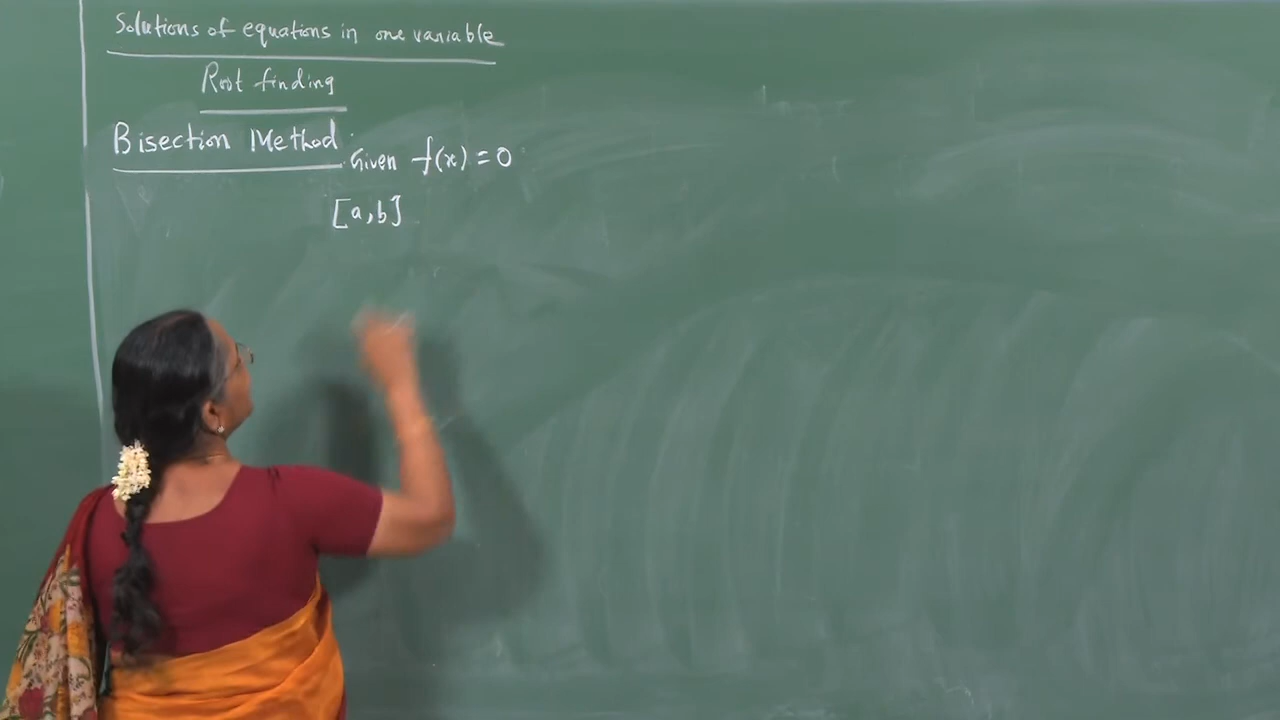 Solutions of equations in one variable
Root finding
Bisection Method:
Given f(x) = 0
[a, b]